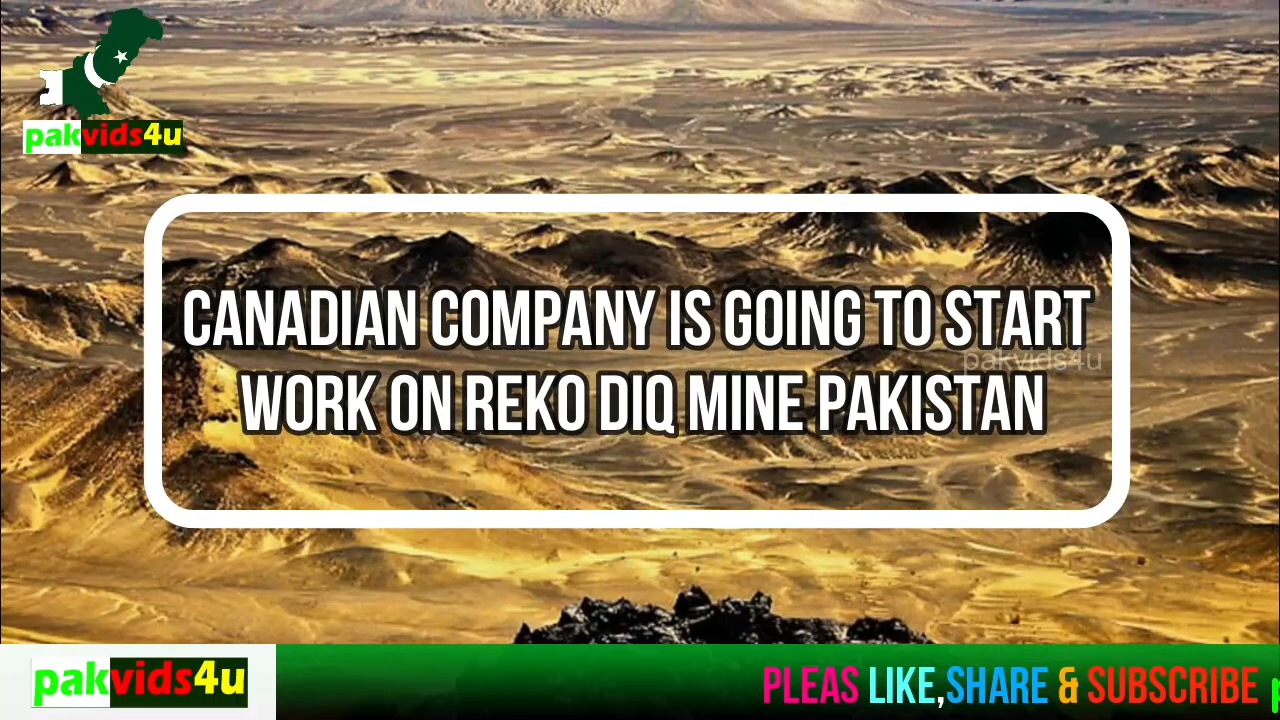 pakvids4u
CANADIAN COMPANY IS GOING TO START
pakvids4u
WORK ON REKO DIQ MINE PAKISTAN
pakvids4u
PLEAS LIKE,SHARE & SUBSCRIBE